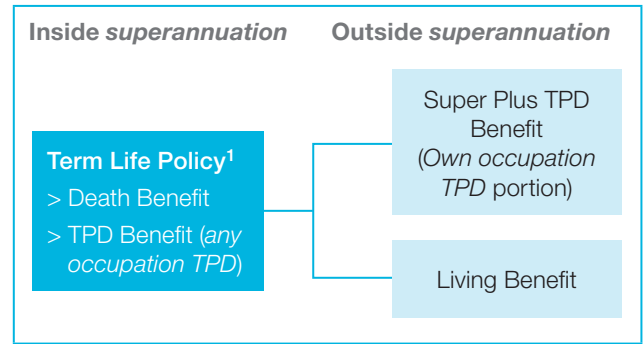 Inside superannuation
Outside superannuation
Term Life Policy1
> Death Benefit
> TPD Benefit (any
occupation TPD)
Super Plus TPD
Benefit
(Own occupation
TPD portion)
Living Benefit